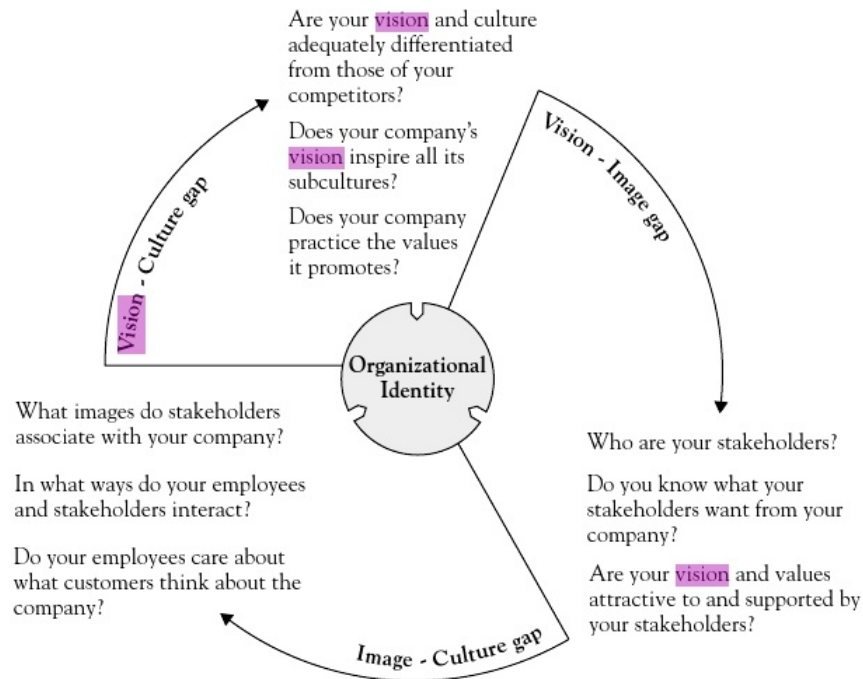 Are your vision and culture
adequately differentiated
from those of your
competitors?
Does your company's
vision inspire all its
subcultures?
Does your company
practice the values
it promotes?
Vision - Culture gap
Vision - Image gap
Organizational
Identity
What images do stakeholders
associate with your company?
In what ways do your employees
and stakeholders interact?
Do your employees care about
what customers think about the
company?
Who are your stakeholders?
Do you know what your
stakeholders want from your
company?
Are your vision and values
attractive to and supported by
your stakeholders?
Image - Culture gap